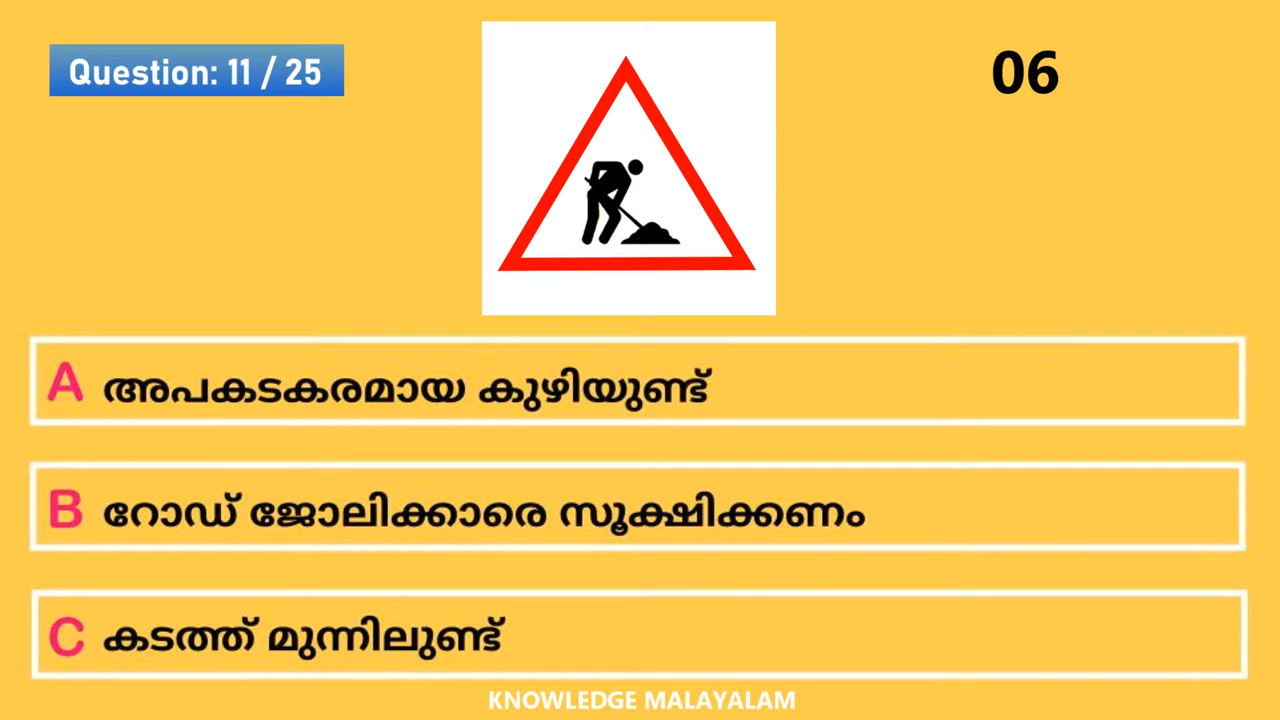 Question: 11 / 25
06
A അപകടകരമായ കുഴിയുണ്ട്
B റോഡ് ജോലിക്കാരെ സൂക്ഷിക്കണം
C കടത്ത് മുന്നിലുണ്ട്
KNOWLEDGE MALAYALAM